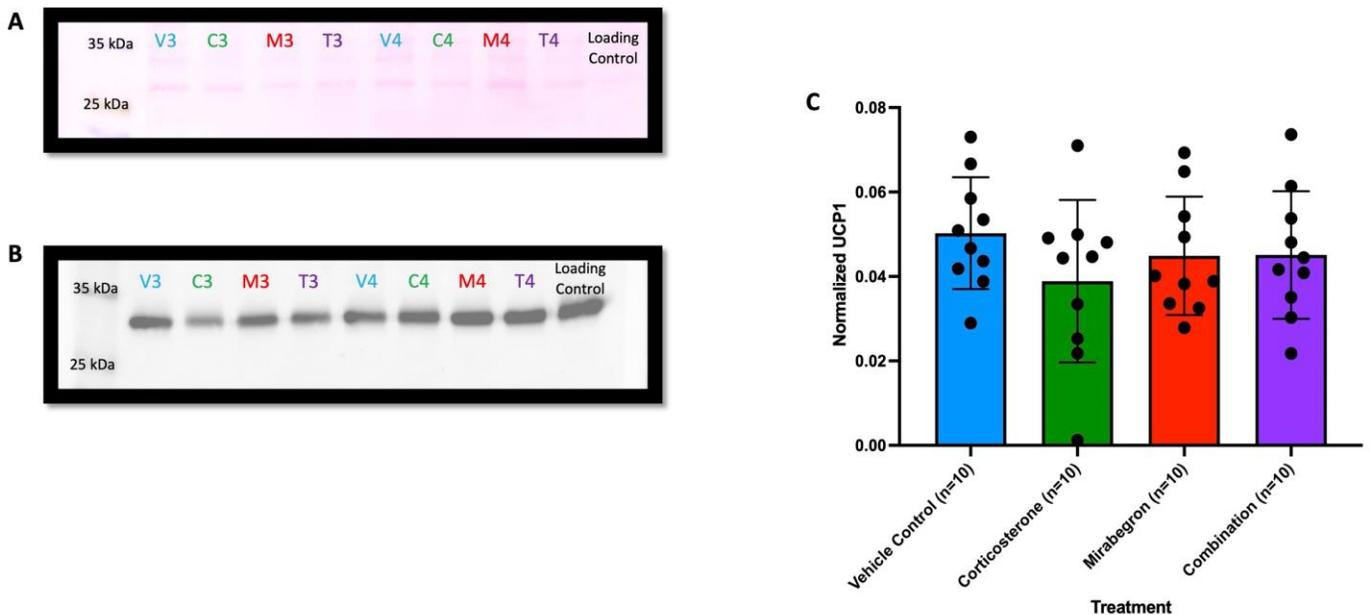 A
35 kDa
V3 C3 M3 T3 V4 C4 M4 T4 Loading
Control
25 kDa
B
35 kDa
V3 C3 M3 T3 V4 C4 M4 T4 Loading
Control
25 kDa
C
Normalized UCP1
0.08
0.06
0.04
0.02
0.00
Vehicle Control (n=10)
Corticosterone (n=10)
Mirabegron (n=10)
Combination (n=10)
Treatment